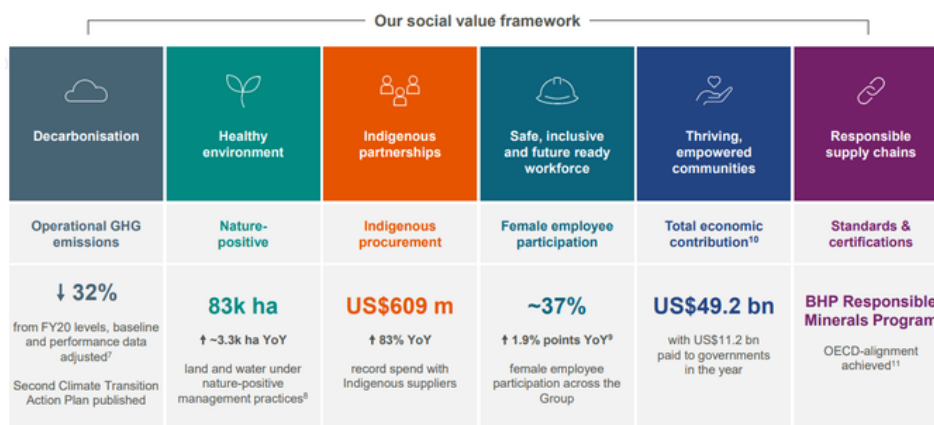 Our social value framework
Decarbonisation
Healthy
environment
Indigenous
partnerships
Safe, inclusive
and future ready
workforce
Thriving,
empowered
communities
Responsible
supply chains
Operational GHG
emissions
Nature-
positive
Indigenous
procurement
Female employee
participation
Total economic
contribution¹⁰
Standards &
certifications
↓ 32%
from FY20 levels, baseline
and performance data
adjusted⁷
Second Climate Transition
Action Plan published
83k ha
↑ ~3.3k ha YoY
land and water under
nature-positive
management practices⁸
US$609 m
↑ 83% YoY
record spend with
Indigenous suppliers
~37%
↑ 1.9% points YoY⁹
female employee
participation across the
Group
US$49.2 bn
with US$11.2 bn
paid to governments
in the year
BHP Responsible
Minerals Program
OECD-alignment
achieved¹¹